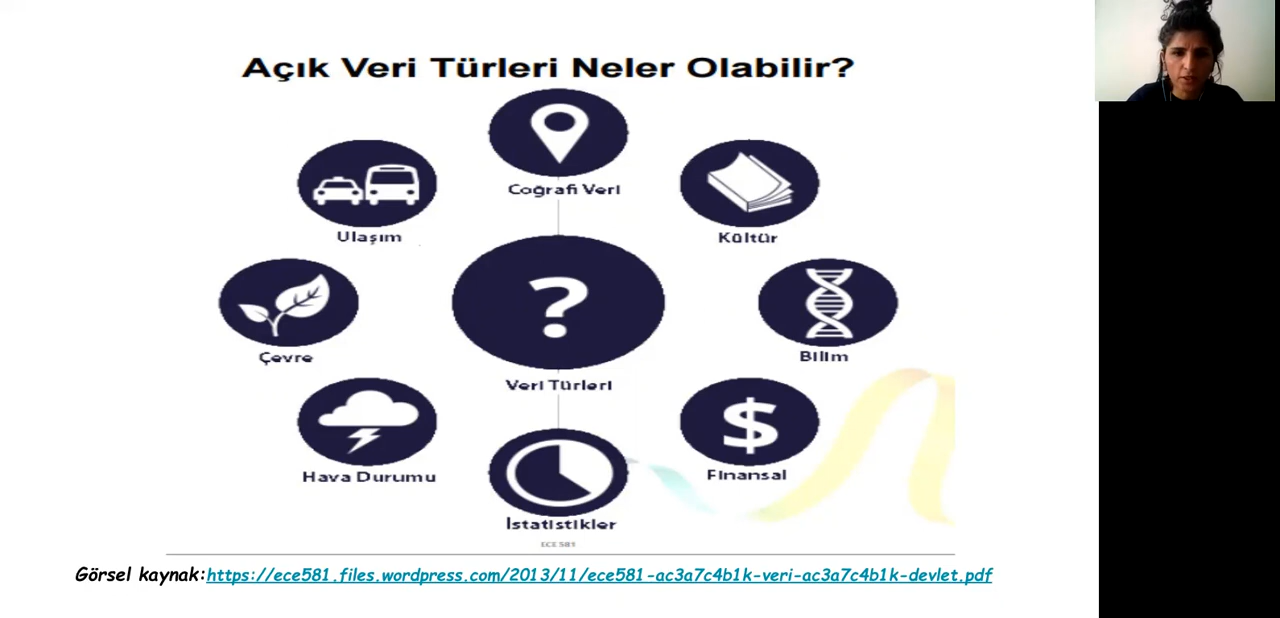 Açık Veri Türleri Neler Olabilir?
Coğrafi Veri
Ulaşım
Kültür
Çevre
Bilim
Veri Türleri
Hava Durumu
Finansal
İstatistikler
ECE 581
Görsel kaynak:https://ece581.files.wordpress.com/2013/11/ece581-ac3a7c4b1k-veri-ac3a7c4b1k-devlet.pdf